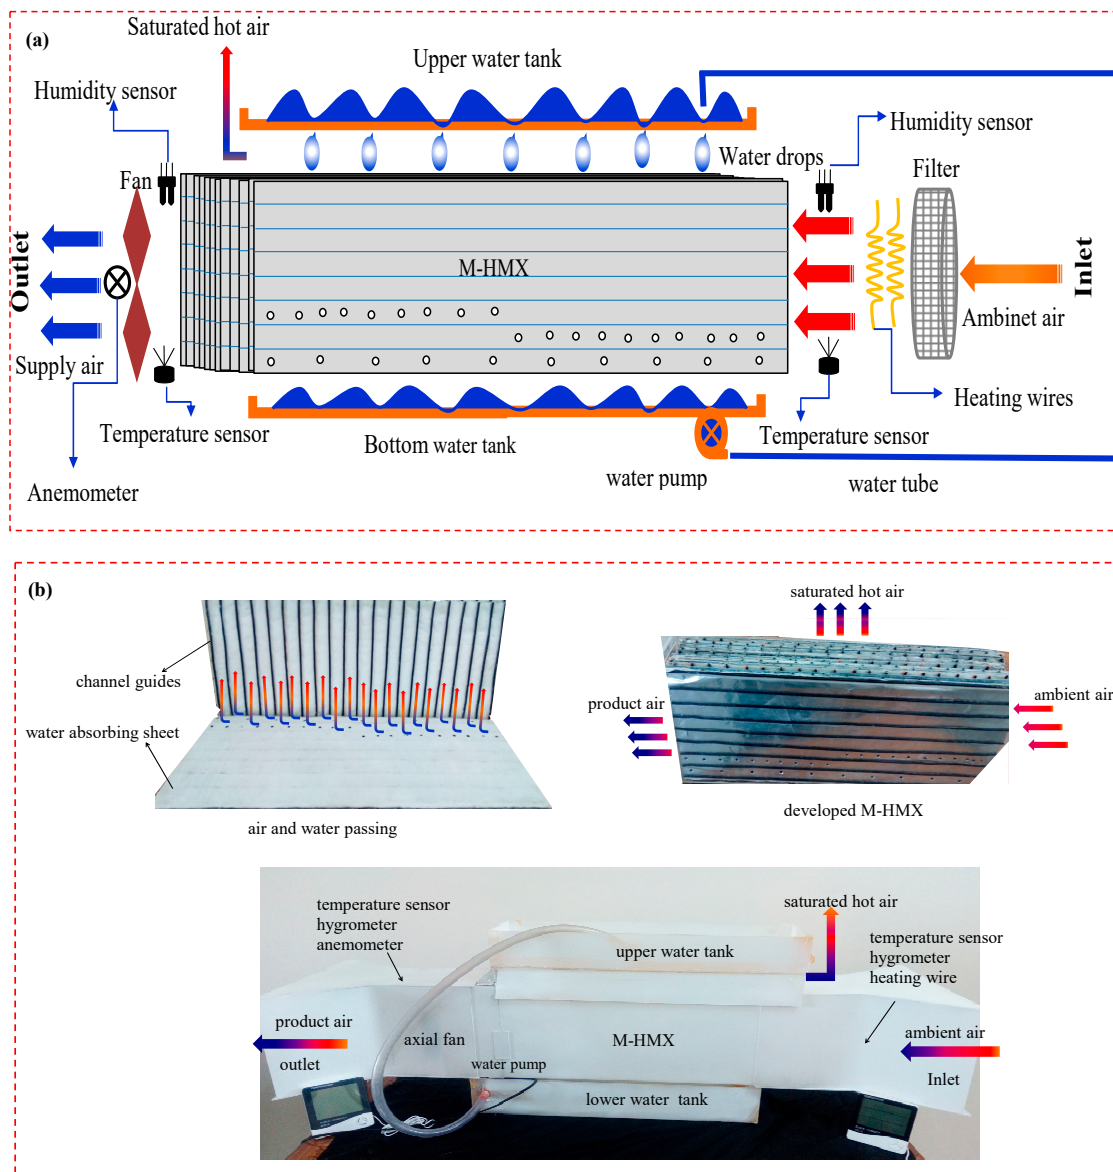 (a)
Saturated hot air
Upper water tank
Humidity sensor
Humidity sensor
Water drops
Filter
Fan
Outlet
M-HMX
Inlet
Ambinet air
Supply air
Heating wires
Temperature sensor
Bottom water tank
Temperature sensor
water pump
water tube
Anemometer
(b)
saturated hot air
channel guides
product air
ambient air
water absorbing sheet
air and water passing
developed M-HMX
temperature sensor
hygrometer
anemometer
saturated hot air
upper water tank
temperature sensor
hygrometer
heating wire
product air
outlet
axial fan
M-HMX
ambient air
Inlet
water pump
lower water tank